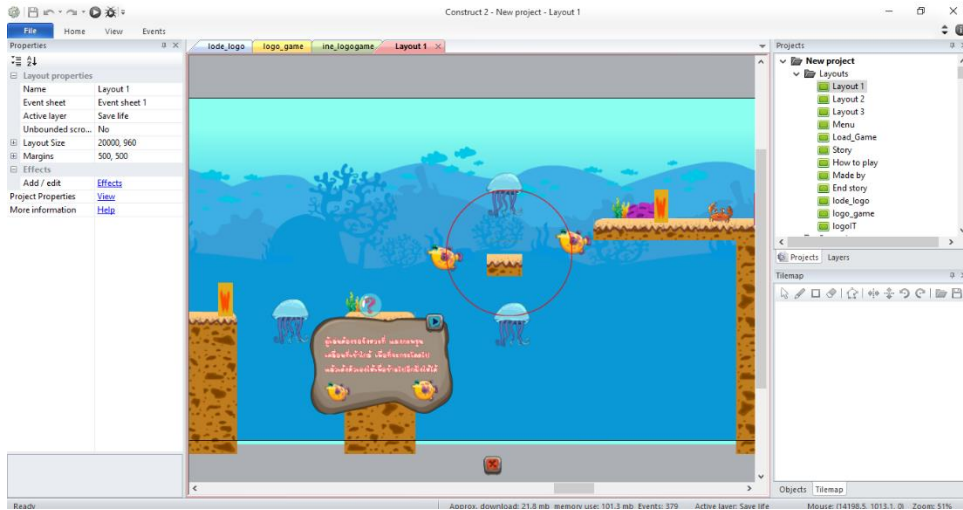 Construct 2 - New project - Layout 1
File Home View Events
Properties
Layout properties
Name Layout 1
Event sheet Event sheet 1
Active layer Save life
Unbounded scro... No
Layout Size 20000, 960
Margins 500, 500
Effects
Add / edit Effects
Project Properties View
More information Help
lode_logo logo_game ine_logogame Layout 1
W
W
?
Projects
New project
Layouts
Layout 1
Layout 2
Layout 3
Menu
Load_Game
Story
How to play
Made by
End story
lode_logo
logo_game
logoIT
Projects Layers
Tilemap
Objects Tilemap
Ready
Approx. download: 21.8 mb memory use: 101.3 mb Events: 379 Active layer: Save life Mouse: (14198.5, 1013.1, 0) Zoom: 51%